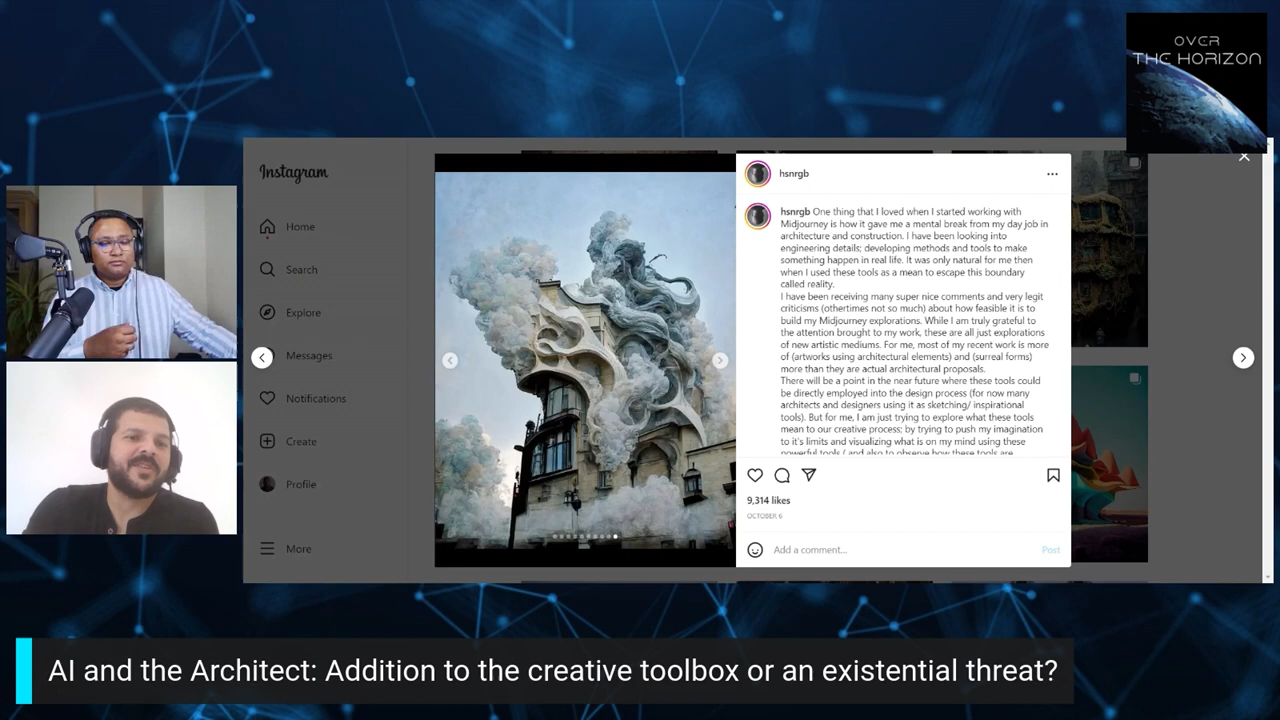 OVER
THE HORIZON
Instagram
Home
Search
Explore
Messages
Notifications
Create
Profile
More
hsnrgb
hsnrgb One thing that I loved when I started working with
Midjourney is how it gave me a mental break from my day job in
architecture and construction. I have been looking into
engineering details; developing methods and tools to make
something happen in real life. It was only natural for me then
when I used these tools as a mean to escape this boundary
called reality.
I have been receiving many super nice comments and very legit
criticisms (othertimes not so much) about how feasible it is to
build my Midjourney explorations. While I am truly grateful to
the attention brought to my work, these are all just explorations
of new artistic mediums. For me, most of my recent work is more
of (artworks using architectural elements) and (surreal forms)
more than they are actual architectural proposals.
There will be a point in the near future where these tools could
be directly employed into the design process (for now many
architects and designers using it as sketching/ inspirational
tools). But for me, I am just trying to explore what these tools
mean to our creative process; by trying to push my imagination
to it's limits and visualizing what is on my mind using these
powerful tools ( and also to observe how these tools are
9,314 likes
OCTOBER 6
Add a comment...
Post
AI and the Architect: Addition to the creative toolbox or an existential threat?